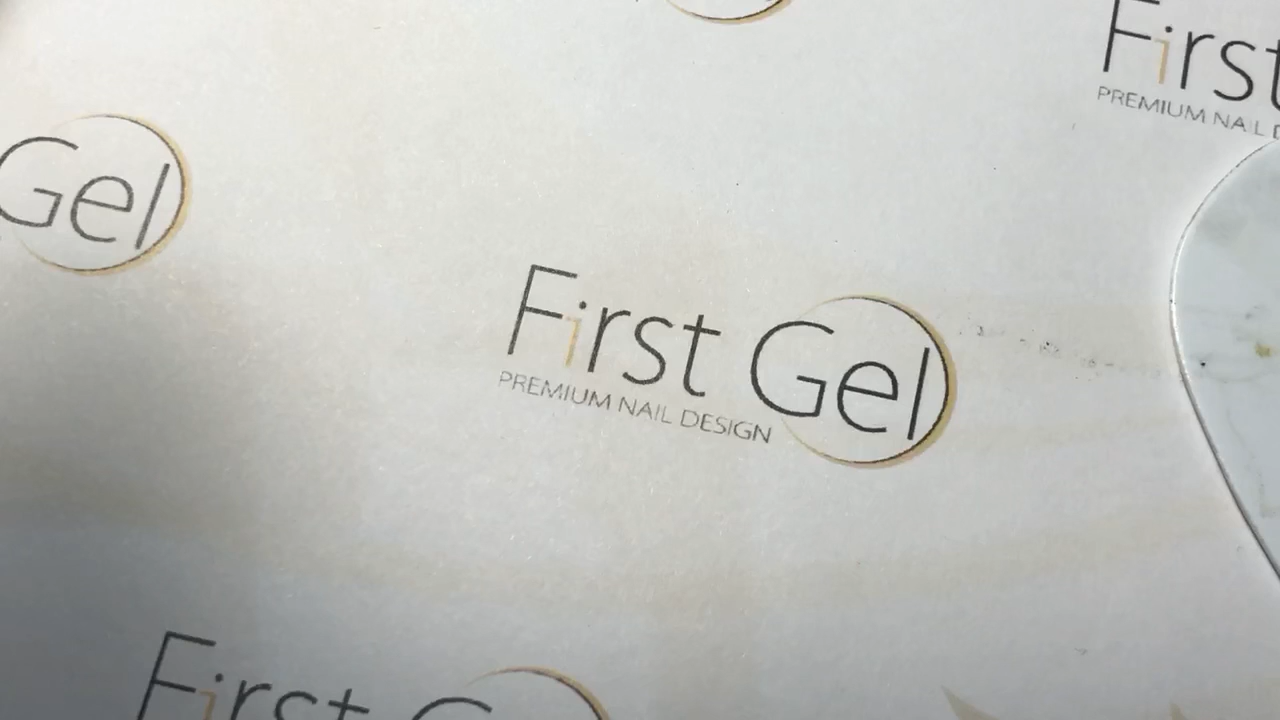 First
PREMIUM NAIL D
Gel
First Gel
PREMIUM NAIL DESIGN
First G